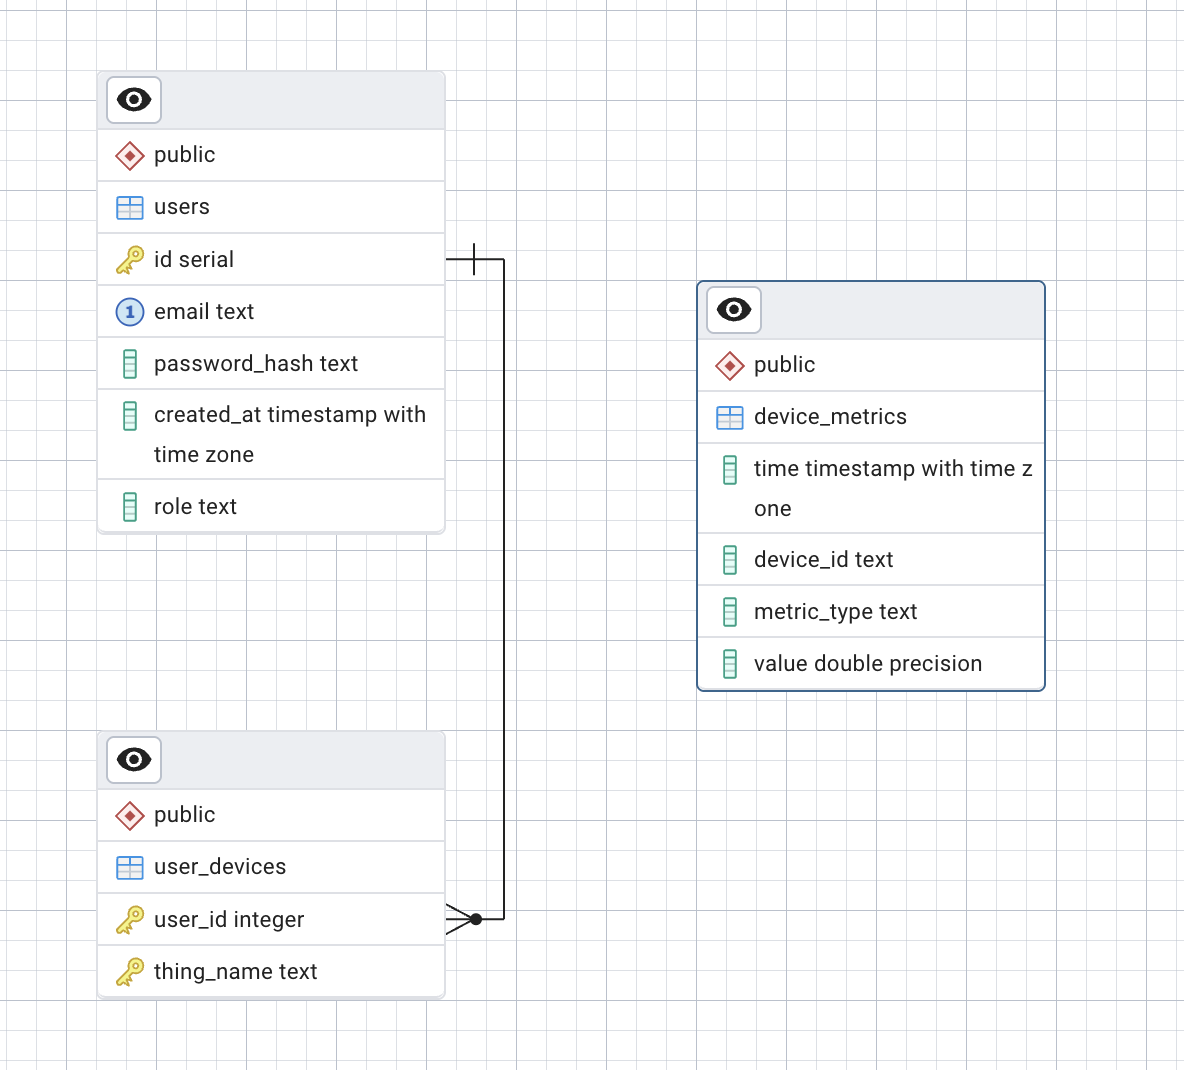 public
users
id serial
1
email text
password_hash text
created_at timestamp with
time zone
role text
public
device_metrics
time timestamp with time z
one
device_id text
metric_type text
value double precision
public
user_devices
user_id integer
thing_name text